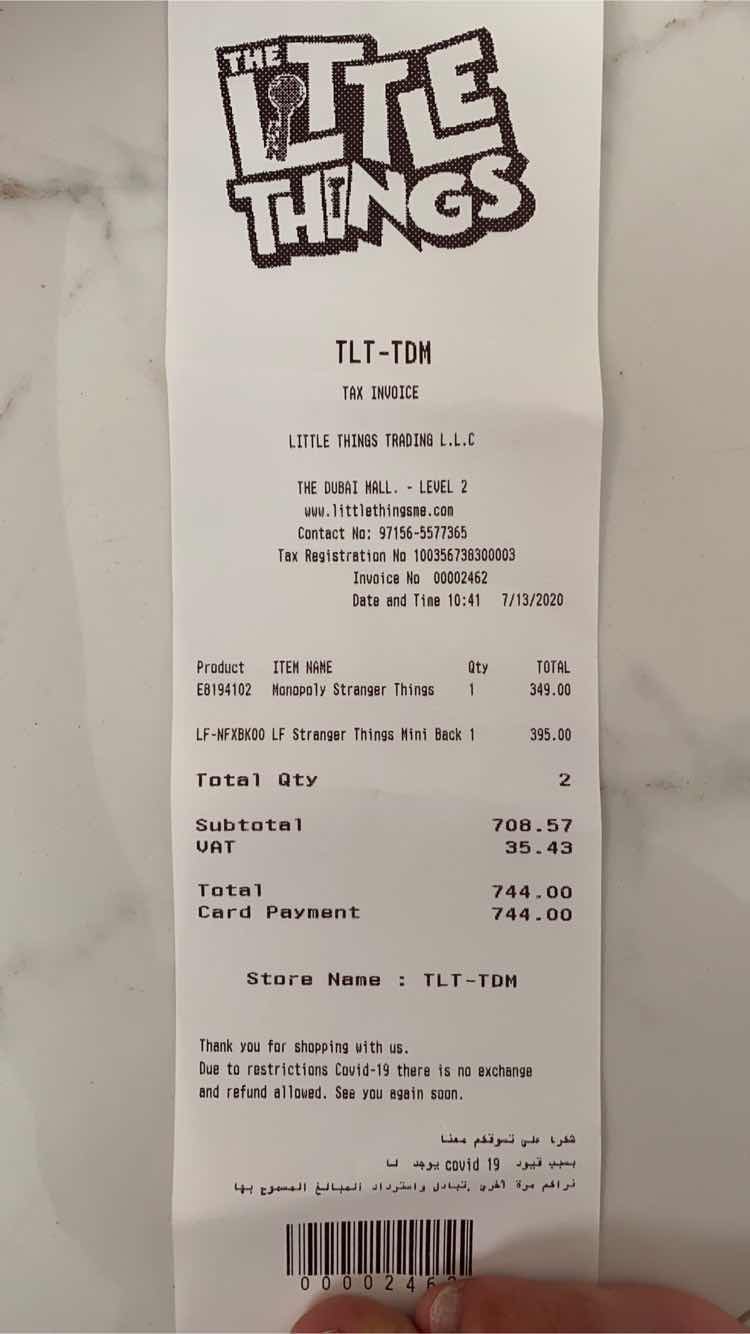 THE
LITTLE
THINGS
TLT-TDM
TAX INVOICE
LITTLE THINGS TRADING L.L.C
THE DUBAI MALL. - LEVEL 2
www.littlethingsme.com
Contact No: 97156-5577365
Tax Registration No 100356738300003
Invoice No 00002462
Date and Time 10:41 7/13/2020
Product ITEM NAME Qty TOTAL
E8194102 Monopoly Stranger Things 1 349.00
LF-NFXBK00 LF Stranger Things Mini Back 1 395.00
Total Qty 2
Subtotal 708.57
VAT 35.43
Total 744.00
Card Payment 744.00
Store Name : TLT-TDM
Thank you for shopping with us.
Due to restrictions Covid-19 there is no exchange
and refund allowed. See you again soon.
شكرا على تسوقكم معنا
بسبب قيود covid 19 يوجد لا
نراكم مرة أخرى .تبادل واسترداد المبالغ المسموح بها
0000246